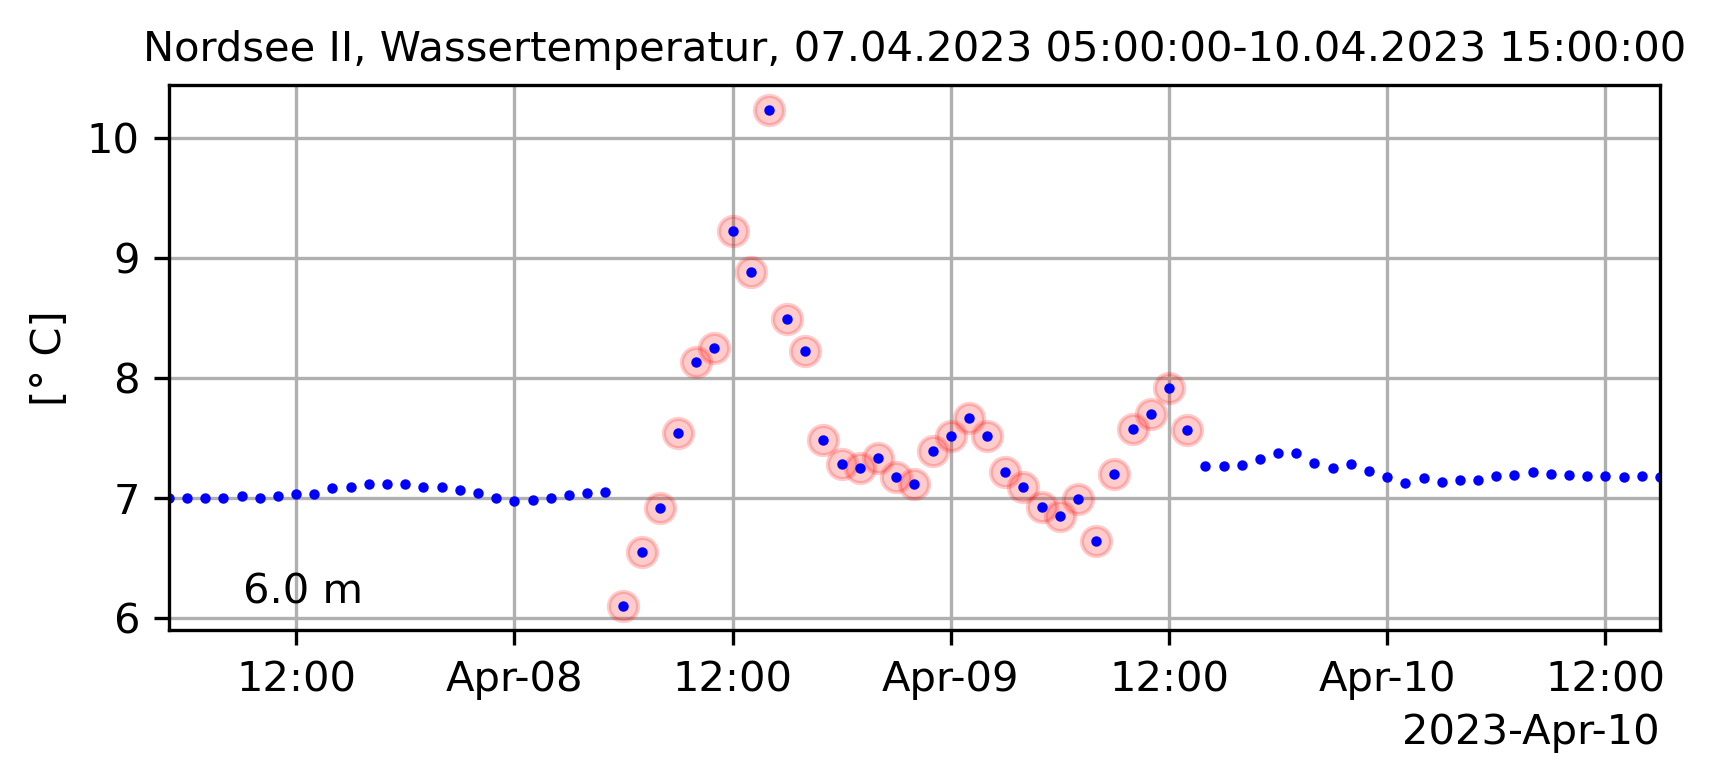 Nordsee II, Wassertemperatur, 07.04.2023 05:00:00-10.04.2023 15:00:00
[° C]
10
9
8
7
6
6.0 m
12:00 Apr-08 12:00 Apr-09 12:00 Apr-10 12:00
2023-Apr-10